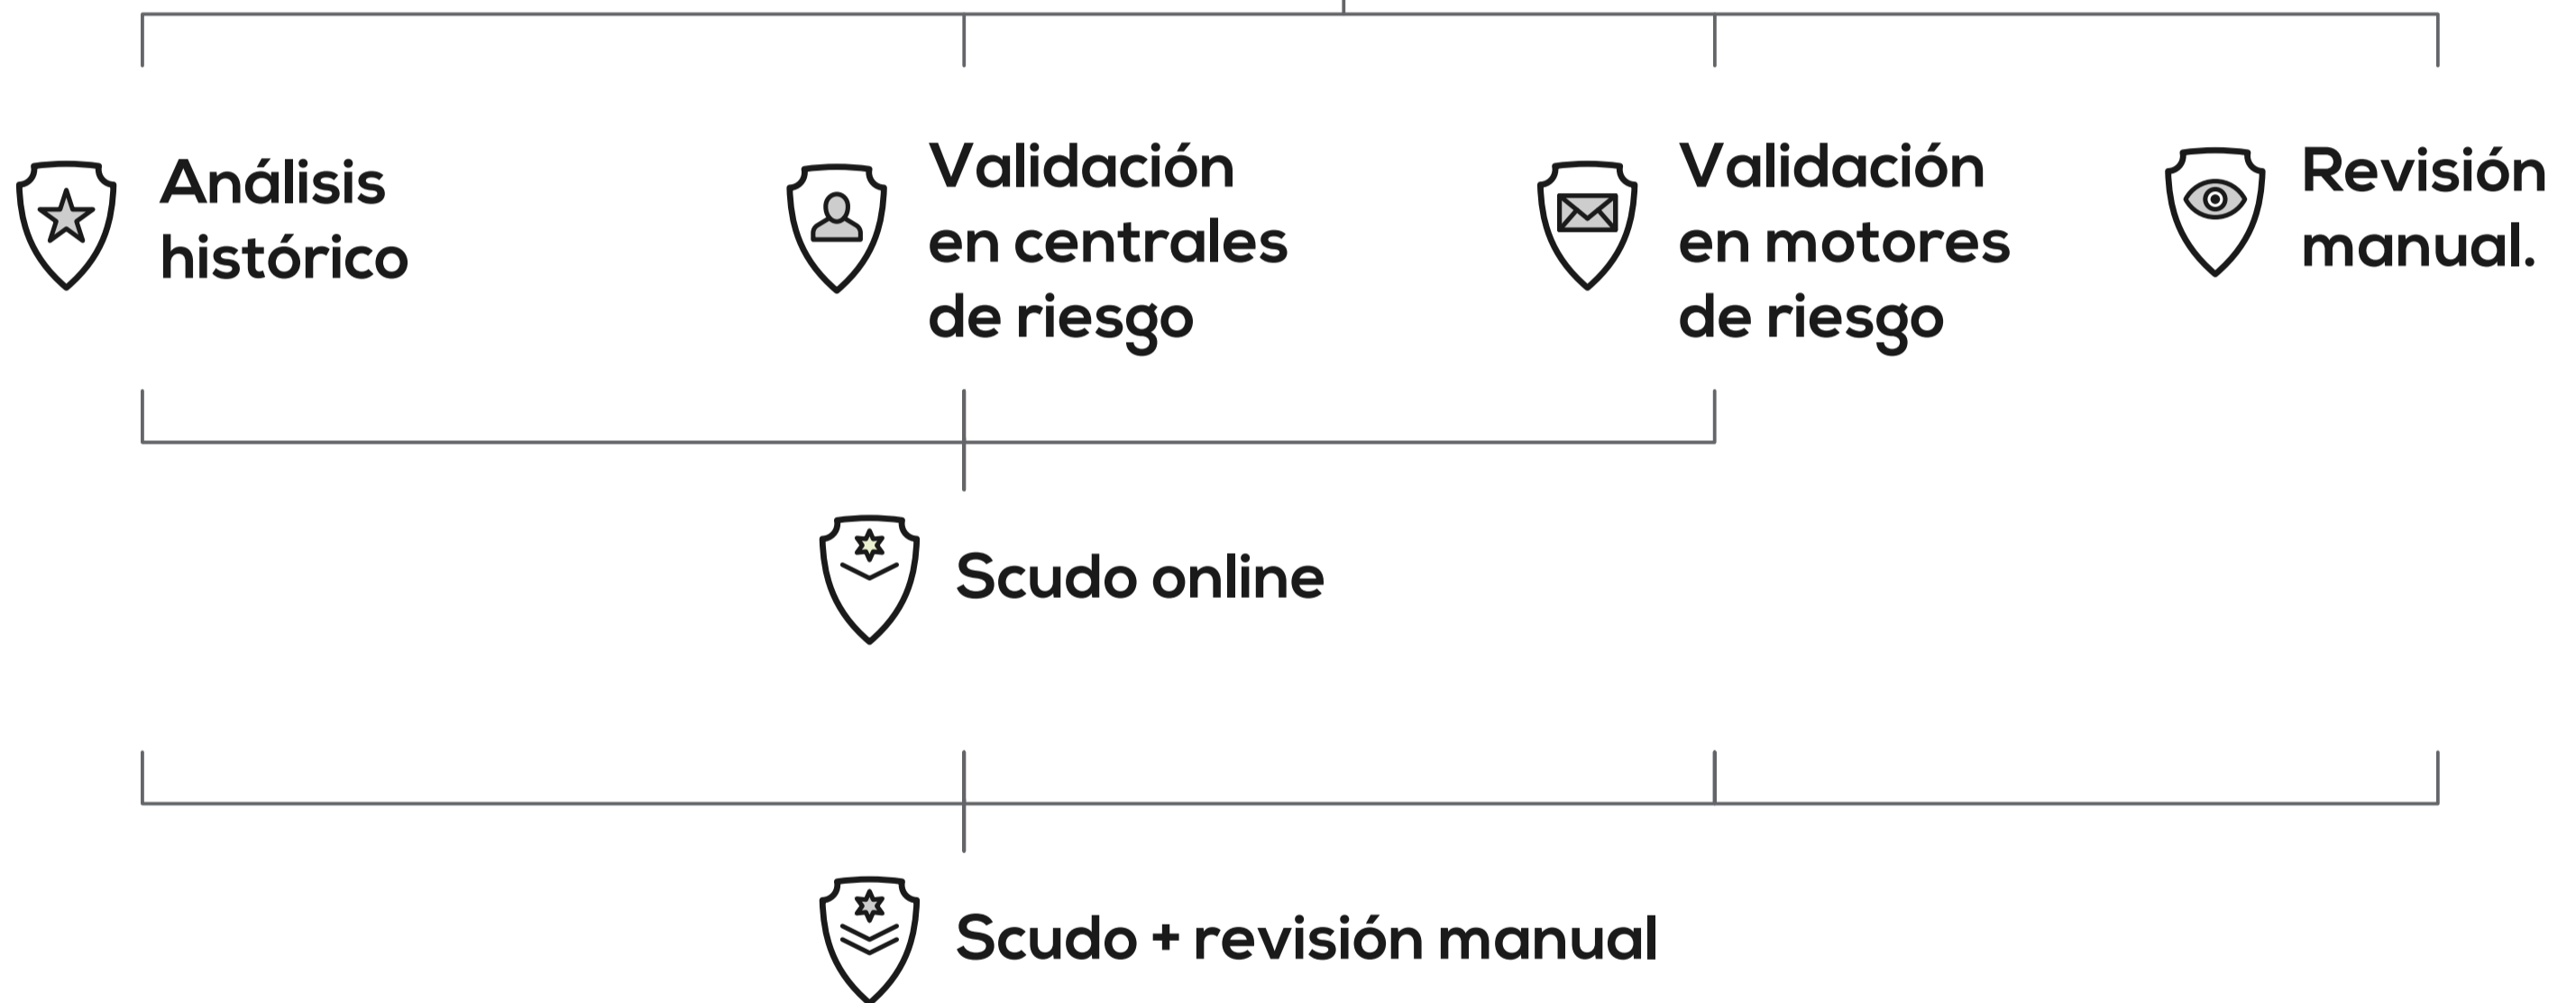 Análisis
histórico
Validación
en centrales
de riesgo
Validación
en motores
de riesgo
Revisión
manual.
Scudo online
Scudo + revisión manual